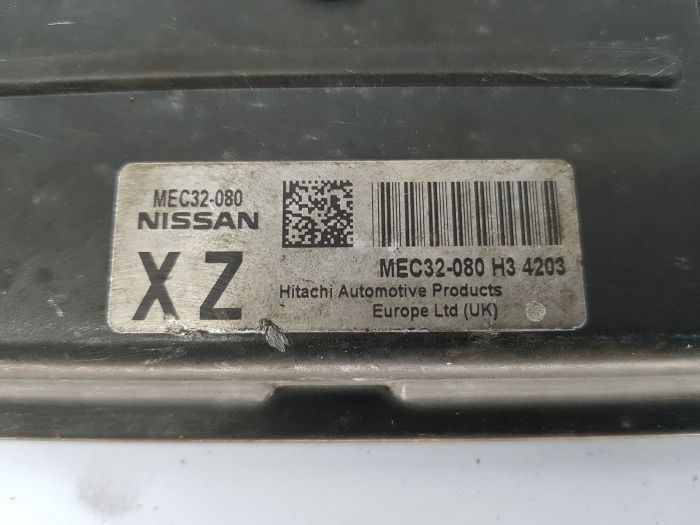 MEC32-080
NISSAN
XZ
MEC32-080 H3 4203
Hitachi Automotive Products
Europe Ltd (UK)